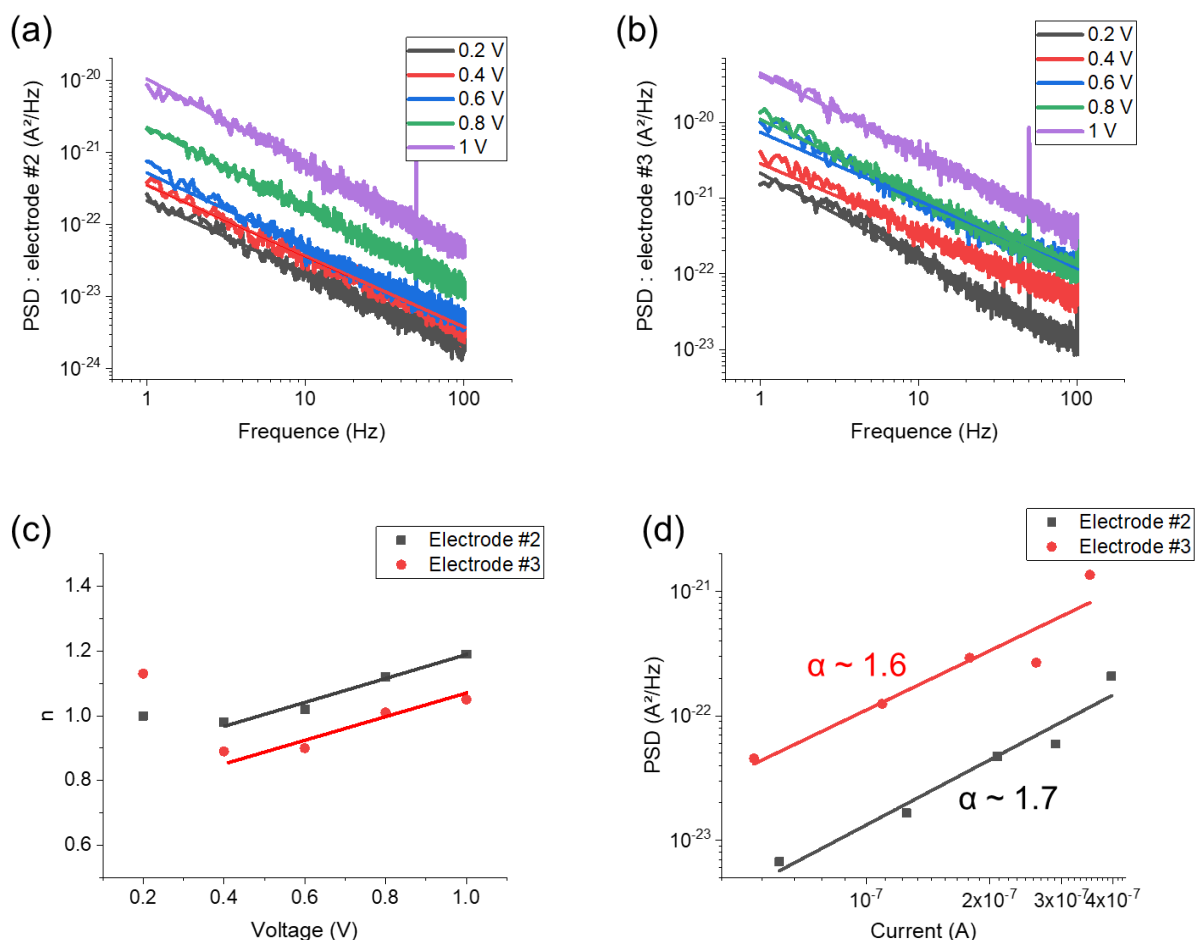 (a)
0.2 V
0.4 V
0.6 V
0.8 V
1 V
10⁻²⁰
10⁻²¹
10⁻²²
10⁻²³
10⁻²⁴
PSD : electrode #2 (A²/Hz)
1
10
100
Frequence (Hz)
(b)
0.2 V
0.4 V
0.6 V
0.8 V
1 V
10⁻²⁰
10⁻²¹
10⁻²²
10⁻²³
PSD : electrode #3 (A²/Hz)
1
10
100
Frequence (Hz)
(c)
Electrode #2
Electrode #3
1.4
1.2
1.0
0.8
0.6
n
0.2
0.4
0.6
0.8
1.0
Voltage (V)
(d)
Electrode #2
Electrode #3
10⁻²¹
10⁻²²
10⁻²³
PSD (A²/Hz)
α ~ 1.6
α ~ 1.7
10⁻⁷
2x10⁻⁷
3x10⁻⁷
4x10⁻⁷
Current (A)